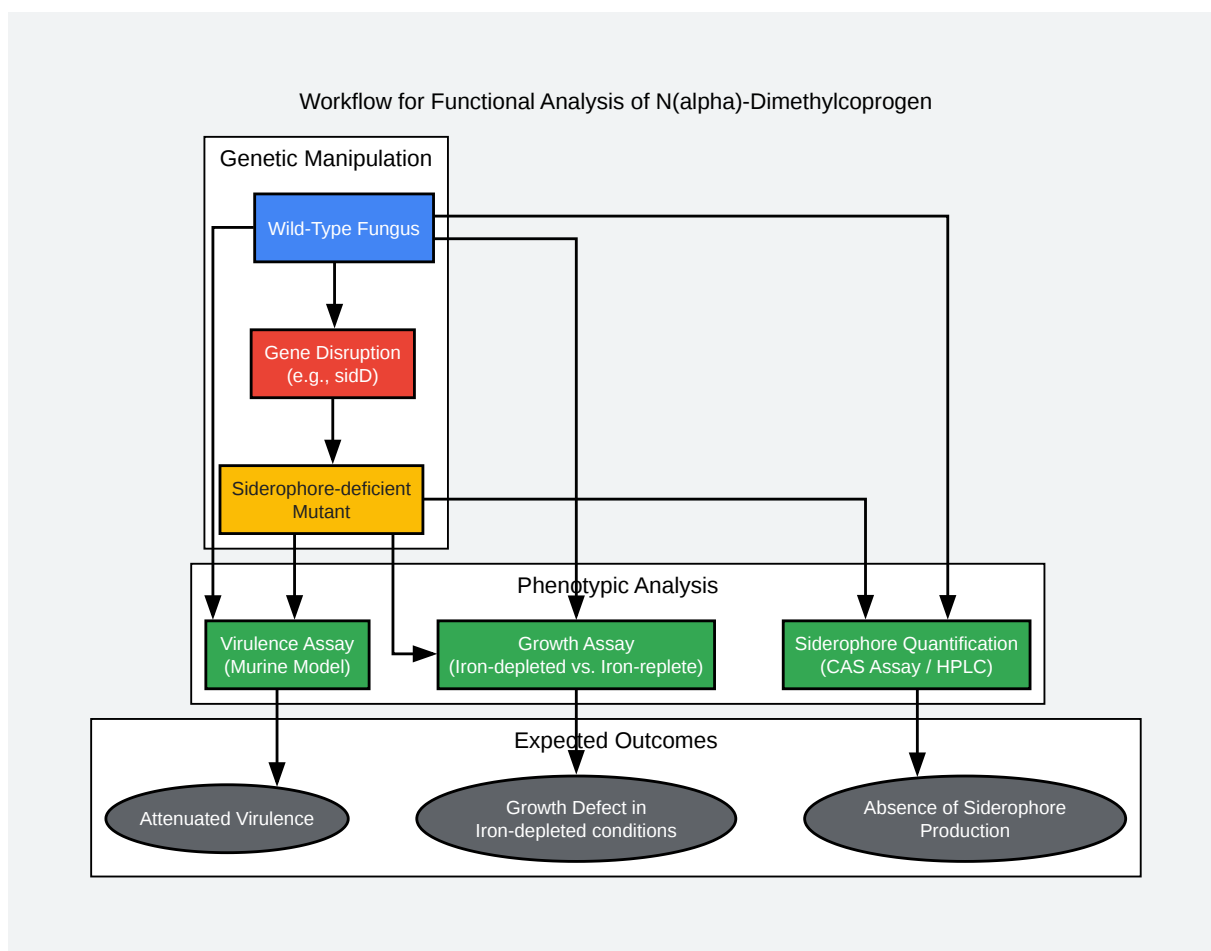 Workflow for Functional Analysis of N(alpha)-Dimethylcoprogen
Genetic Manipulation
Wild-Type Fungus
Gene Disruption
(e.g., sidD)
Siderophore-deficient
Mutant
Phenotypic Analysis
Virulence Assay
(Murine Model)
Growth Assay
(Iron-depleted vs. Iron-replete)
Siderophore Quantification
(CAS Assay / HPLC)
Expected Outcomes
Attenuated Virulence
Growth Defect in
Iron-depleted conditions
Absence of Siderophore
Production